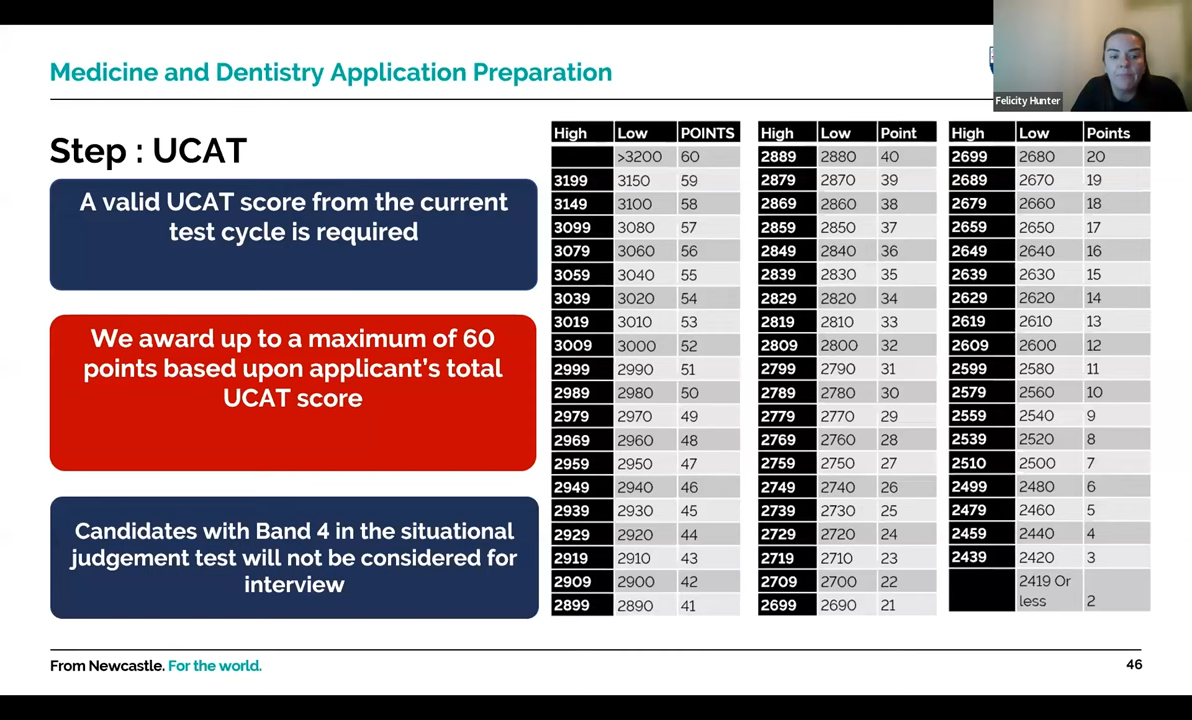 Medicine and Dentistry Application Preparation
Felicity Hunter
Step : UCAT
A valid UCAT score from the current
test cycle is required
We award up to a maximum of 60
points based upon applicant's total
UCAT score
Candidates with Band 4 in the situational
judgement test will not be considered for
interview
High Low POINTS
>3200 60
3199 3150 59
3149 3100 58
3099 3080 57
3079 3060 56
3059 3040 55
3039 3020 54
3019 3010 53
3009 3000 52
2999 2990 51
2989 2980 50
2979 2970 49
2969 2960 48
2959 2950 47
2949 2940 46
2939 2930 45
2929 2920 44
2919 2910 43
2909 2900 42
2899 2890 41
High Low Point
2889 2880 40
2879 2870 39
2869 2860 38
2859 2850 37
2849 2840 36
2839 2830 35
2829 2820 34
2819 2810 33
2809 2800 32
2799 2790 31
2789 2780 30
2779 2770 29
2769 2760 28
2759 2750 27
2749 2740 26
2739 2730 25
2729 2720 24
2719 2710 23
2709 2700 22
2699 2690 21
High Low Points
2699 2680 20
2689 2670 19
2679 2660 18
2659 2650 17
2649 2640 16
2639 2630 15
2629 2620 14
2619 2610 13
2609 2600 12
2599 2580 11
2579 2560 10
2559 2540 9
2539 2520 8
2510 2500 7
2499 2480 6
2479 2460 5
2459 2440 4
2439 2420 3
2419 Or
less 2
From Newcastle. For the world.
46